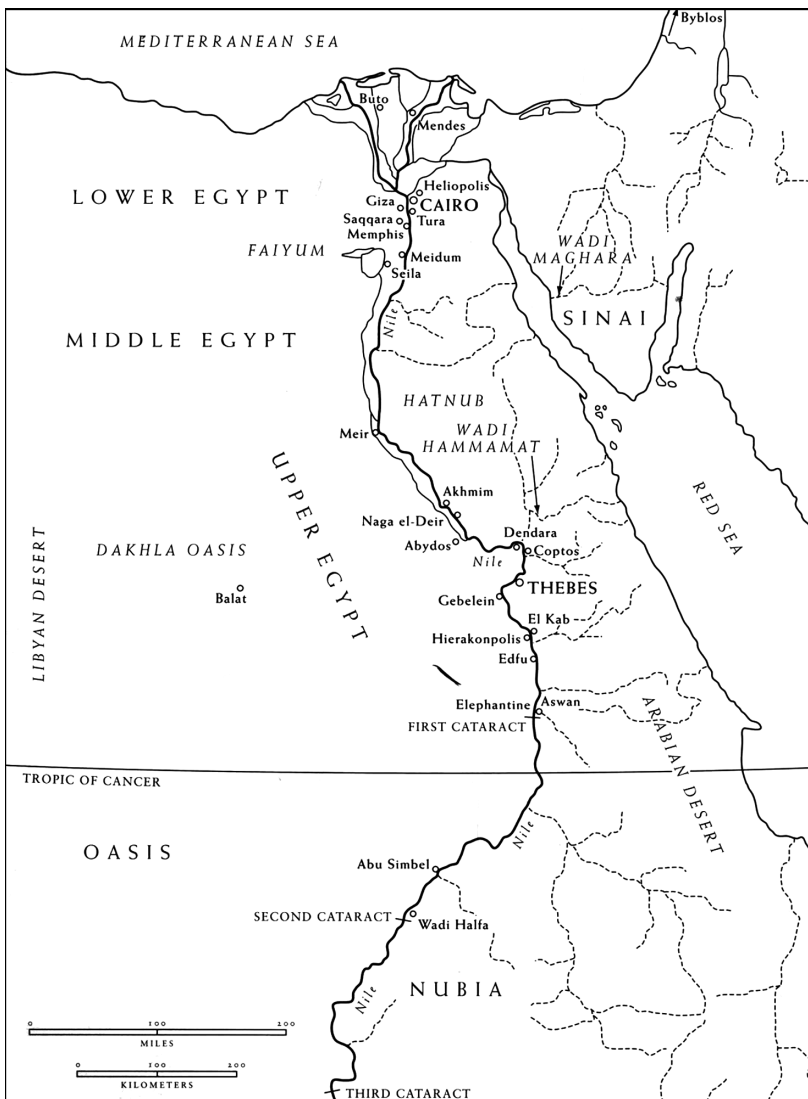 Byblos
MEDITERRANEAN SEA
Buto
Mendes
LOWER EGYPT
Heliopolis
Giza
CAIRO
Saqqara
Tura
Memphis
FAIYUM
Meidum
Seila
WADI
MAGHARA
Nile
SINAI
MIDDLE EGYPT
HATNUB
Meir
WADI
HAMMAMAT
UPPER EGYPT
RED SEA
Akhmim
Naga el-Deir
Dendara
Abydos
Coptos
Nile
DAKHLA OASIS
LIBYAN DESERT
Balat
THEBES
Gebelein
El Kab
Hierakonpolis
Edfu
Elephantine
Aswan
FIRST CATARACT
ARABIAN DESERT
TROPIC OF CANCER
Nile
OASIS
Abu Simbel
SECOND CATARACT
Wadi Halfa
Nile
NUBIA
0 100 200
MILES
0 100 200
KILOMETERS
THIRD CATARACT